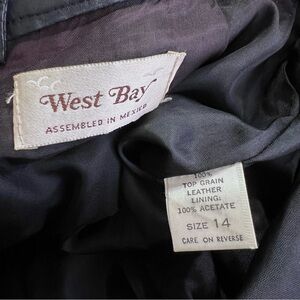 West Bay
ASSEMBLED IN MEXICO
100%
TOP GRAIN
LEATHER
LINING:
100% ACETATE
SIZE 14
CARE ON REVERSE